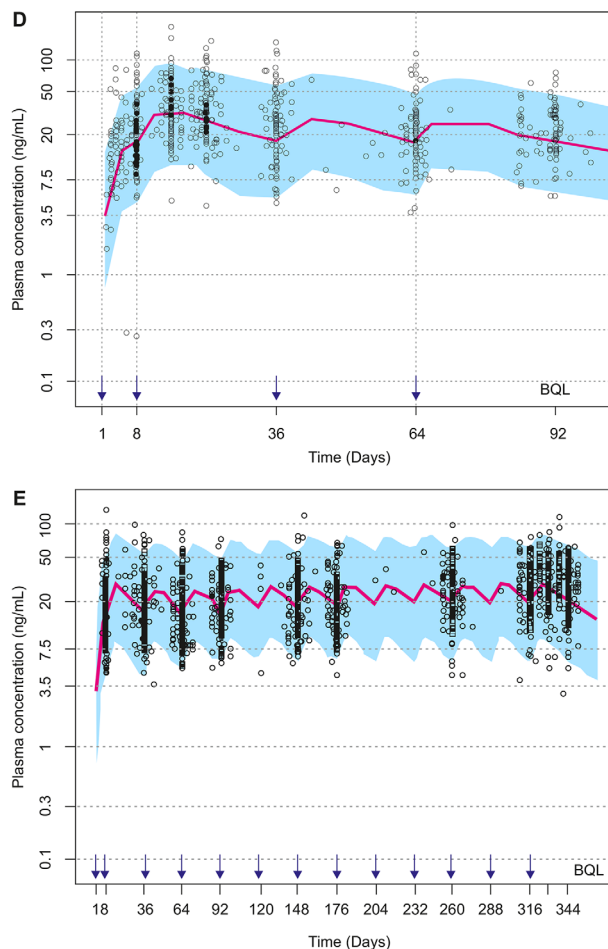 D
Plasma concentration (ng/mL)
100
50
20
7.5
3.5
1
0.3
0.1
BQL
1 8 36 64 92
Time (Days)
E
Plasma concentration (ng/mL)
100
50
20
7.5
3.5
1
0.3
0.1
BQL
18 36 64 92 120 148 176 204 232 260 288 316 344
Time (Days)